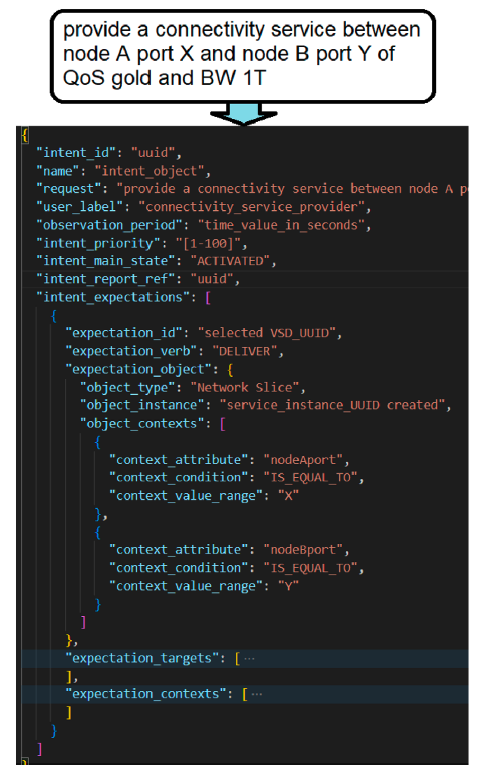 provide a connectivity service between
node A port X and node B port Y of
QoS gold and BW 1T
{
"intent_id": "uuid",
"name": "intent_object",
"request": "provide a connectivity service between node A
"user_label": "connectivity_service_provider",
"observation_period": "time_value_in_seconds",
"intent_priority": "[1-100]",
"intent_main_state": "ACTIVATED",
"intent_report_ref": "uuid",
"intent_expectations": [
{
"expectation_id": "selected VSD_UUID",
"expectation_verb": "DELIVER",
"expectation_object": {
"object_type": "Network Slice",
"object_instance": "service_instance_UUID created",
"object_contexts": [
{
"context_attribute": "nodeAport",
"context_condition": "IS_EQUAL_TO",
"context_value_range": "X"
},
{
"context_attribute": "nodeBport",
"context_condition": "IS_EQUAL_TO",
"context_value_range": "Y"
}
]
},
"expectation_targets": [ ···
],
"expectation_contexts": [ ···
]
}
]
}